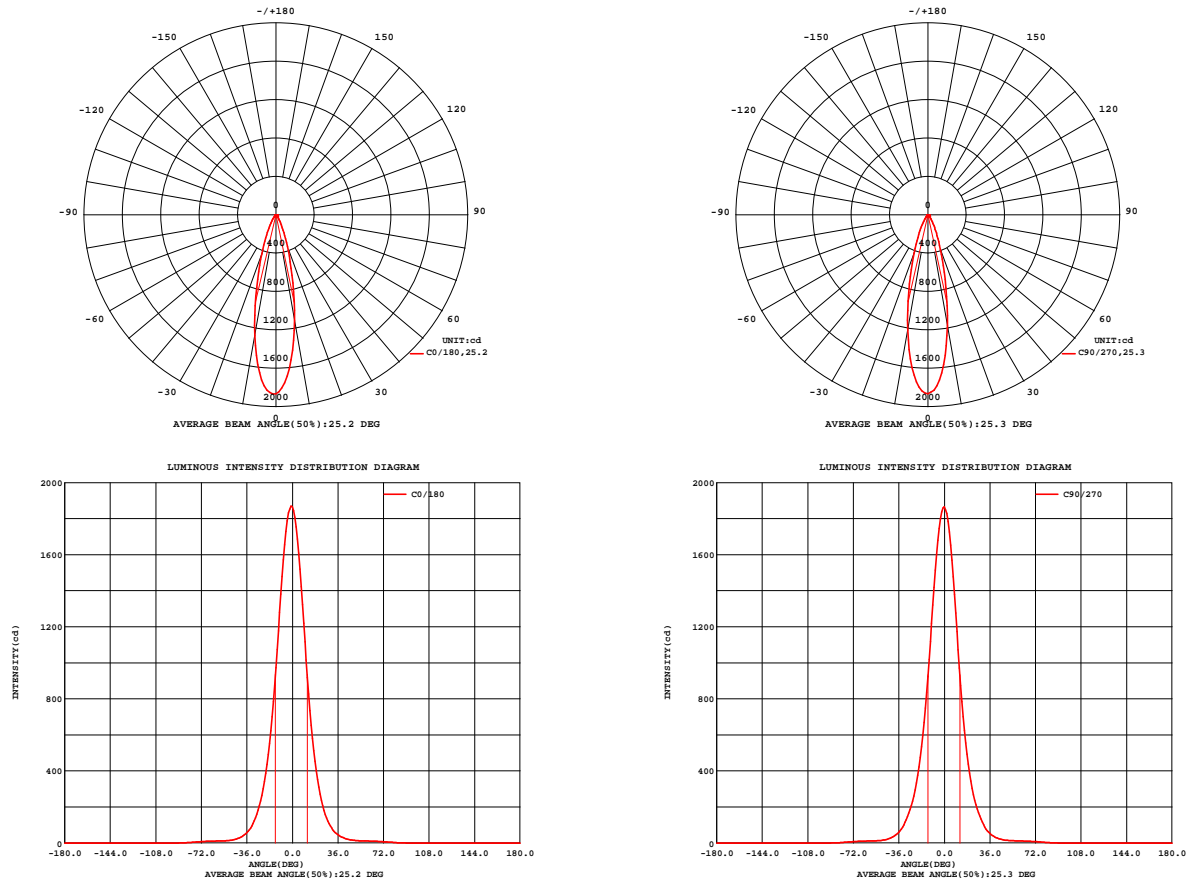 -/+180
-150
150
-120
120
-90
90
0
400
800
1200
1600
2000
-60
60
-30
30
0
UNIT:cd
C0/180,25.2
AVERAGE BEAM ANGLE(50%):25.2 DEG
-/+180
-150
150
-120
120
-90
90
0
400
800
1200
1600
2000
-60
60
-30
30
0
UNIT:cd
C90/270,25.3
AVERAGE BEAM ANGLE(50%):25.3 DEG
LUMINOUS INTENSITY DISTRIBUTION DIAGRAM
C0/180
INTENSITY(cd)
2000
1600
1200
800
400
0
-180.0 -144.0 -108.0 -72.0 -36.0 0.0 36.0 72.0 108.0 144.0 180.0
ANGLE(DEG)
AVERAGE BEAM ANGLE(50%):25.2 DEG
LUMINOUS INTENSITY DISTRIBUTION DIAGRAM
C90/270
INTENSITY(cd)
2000
1600
1200
800
400
0
-180.0 -144.0 -108.0 -72.0 -36.0 0.0 36.0 72.0 108.0 144.0 180.0
ANGLE(DEG)
AVERAGE BEAM ANGLE(50%):25.3 DEG